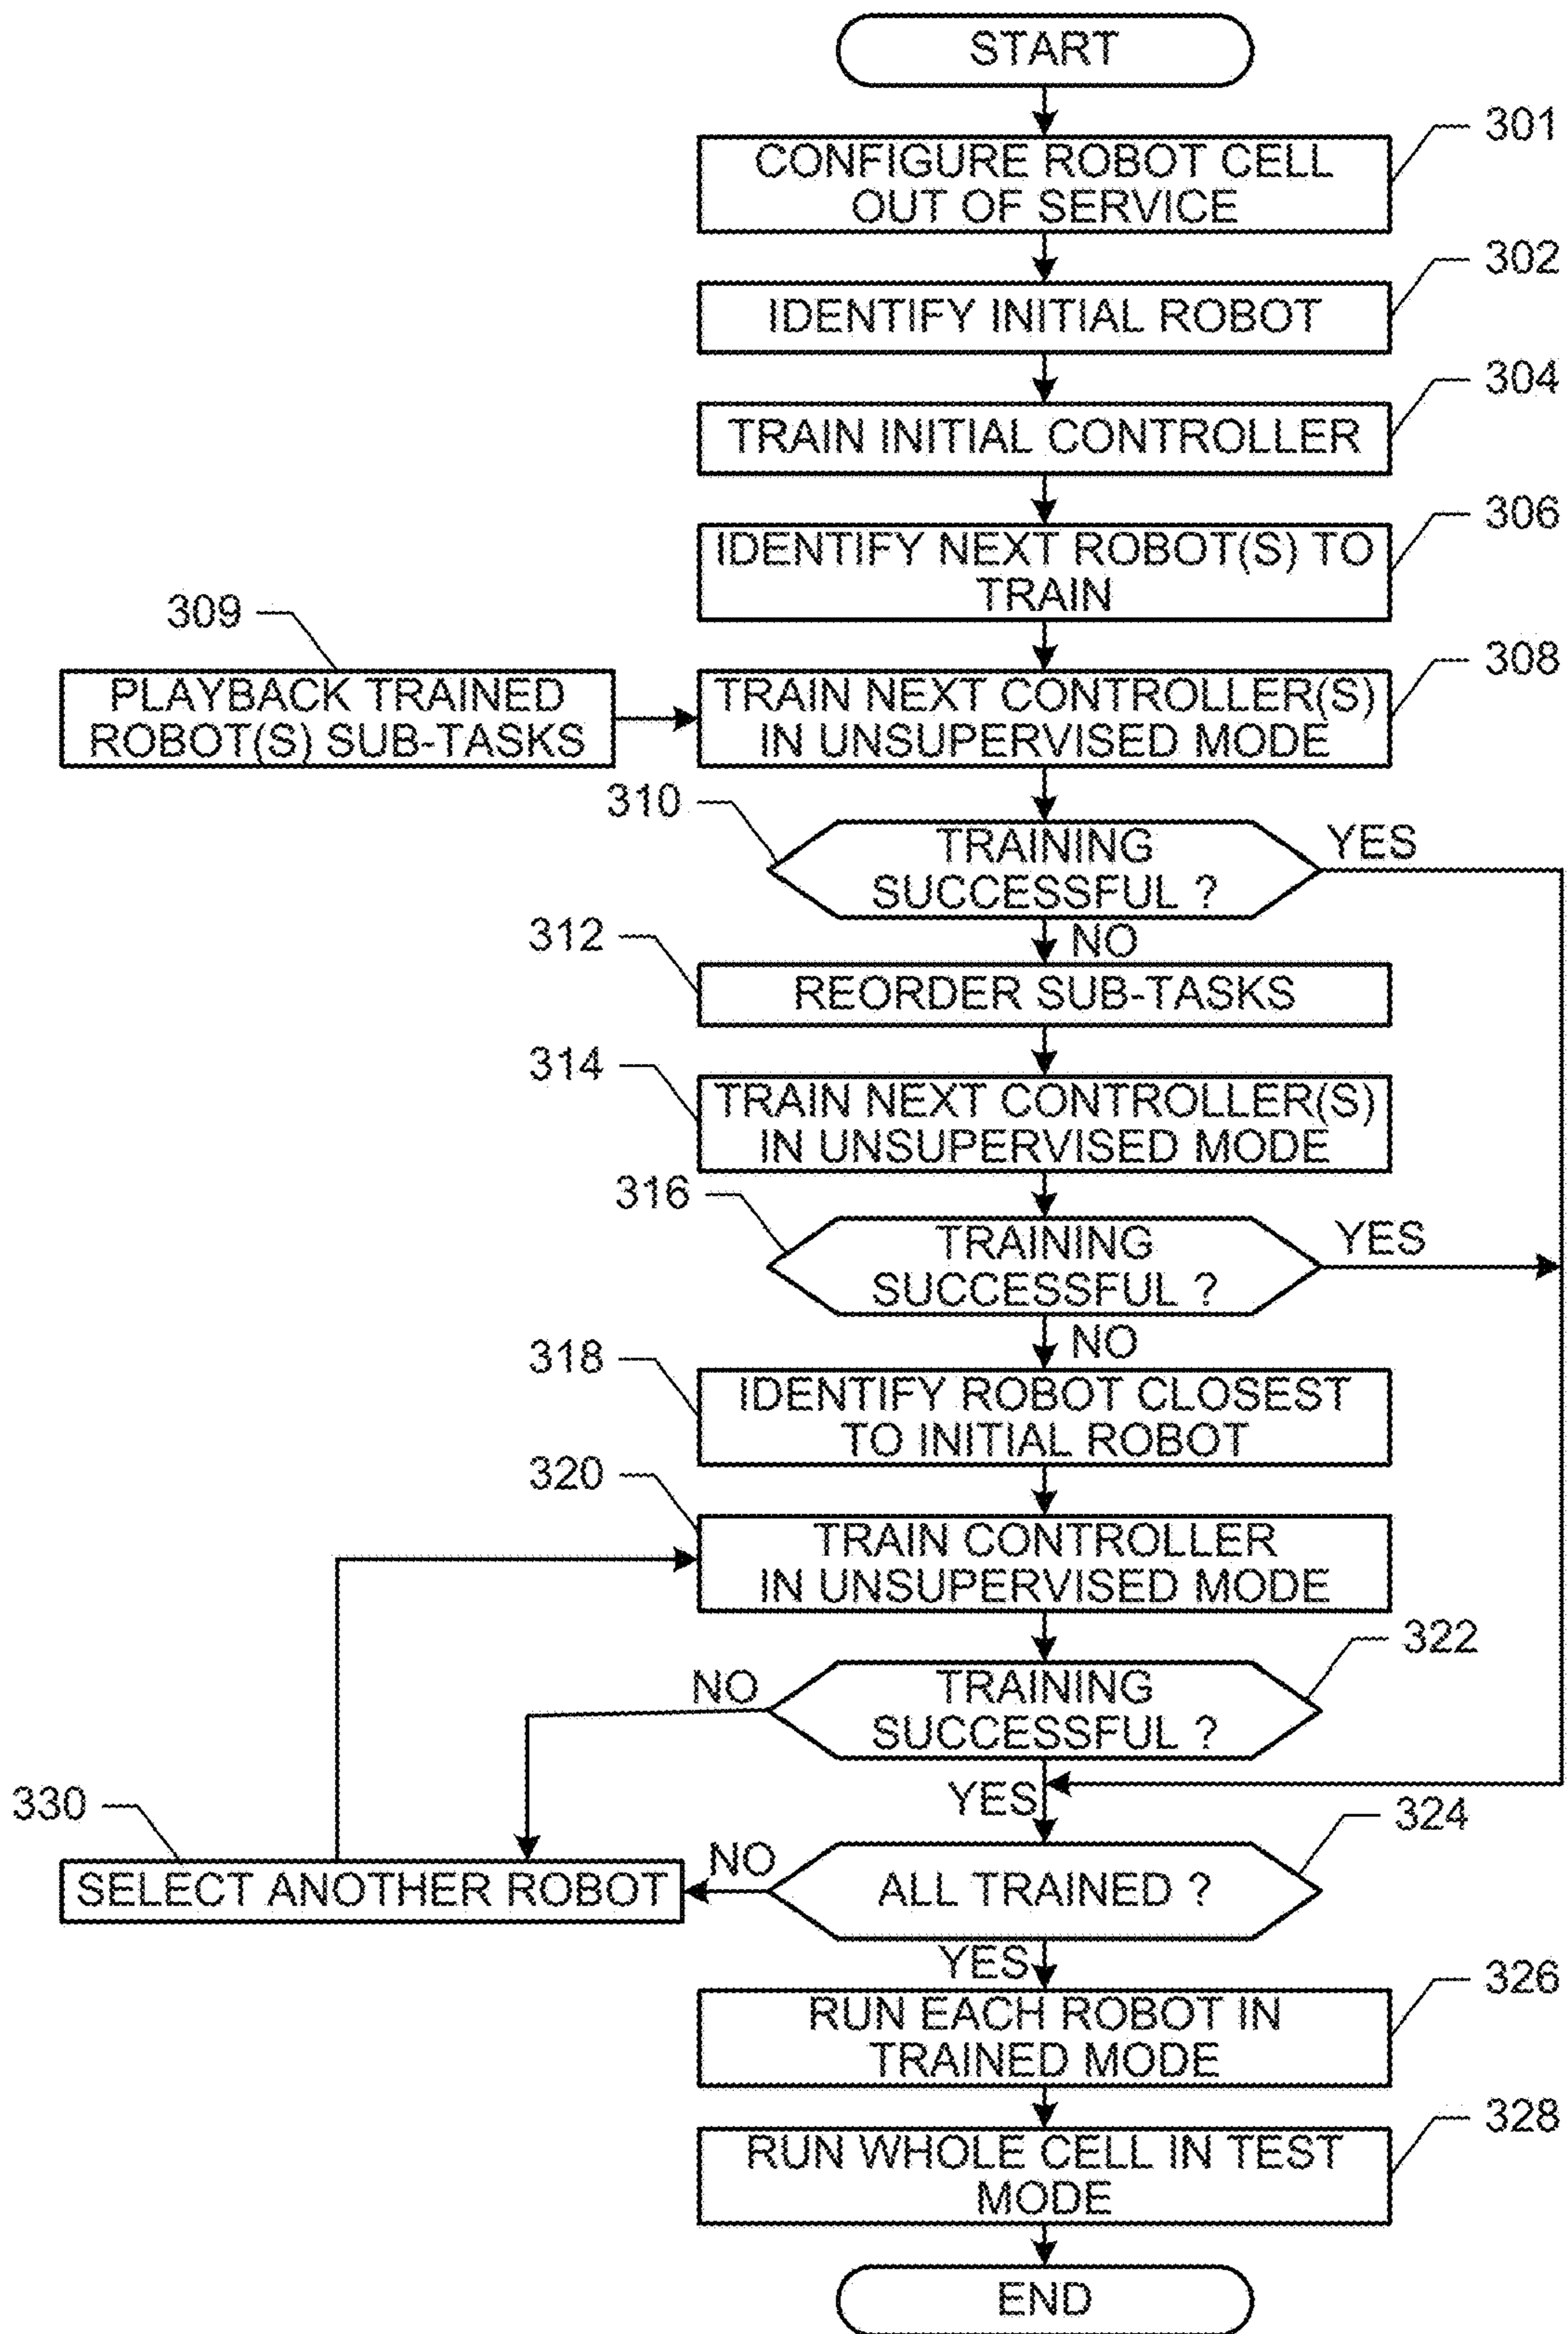 START
301
CONFIGURE ROBOT CELL
OUT OF SERVICE
302
IDENTIFY INITIAL ROBOT
304
TRAIN INITIAL CONTROLLER
306
IDENTIFY NEXT ROBOT(S) TO
TRAIN
309
PLAYBACK TRAINED
ROBOT(S) SUB-TASKS
308
TRAIN NEXT CONTROLLER(S)
IN UNSUPERVISED MODE
310
TRAINING
SUCCESSFUL ?
YES
NO
312
REORDER SUB-TASKS
314
TRAIN NEXT CONTROLLER(S)
IN UNSUPERVISED MODE
316
TRAINING
SUCCESSFUL ?
YES
NO
318
IDENTIFY ROBOT CLOSEST
TO INITIAL ROBOT
320
TRAIN CONTROLLER
IN UNSUPERVISED MODE
322
TRAINING
SUCCESSFUL ?
NO
YES
330
SELECT ANOTHER ROBOT
324
NO
ALL TRAINED ?
YES
326
RUN EACH ROBOT IN
TRAINED MODE
328
RUN WHOLE CELL IN TEST
MODE
END